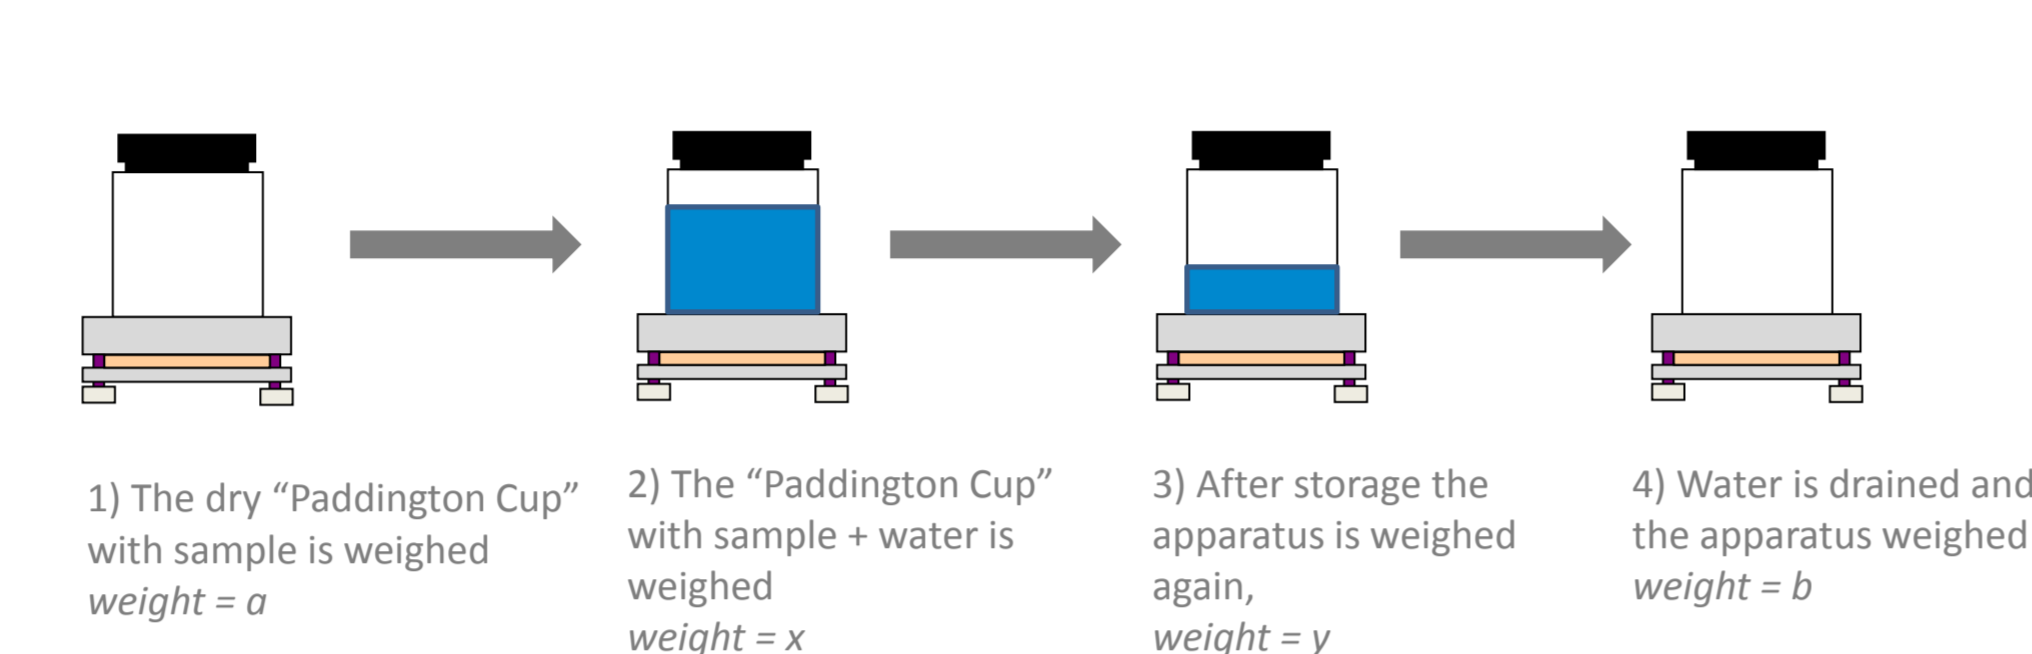 1) The dry “Paddington Cup”
with sample is weighed
weight = a
2) The “Paddington Cup”
with sample + water is
weighed
weight = x
3) After storage the
apparatus is weighed
again,
weight = y
4) Water is drained and
the apparatus weighed
weight = b